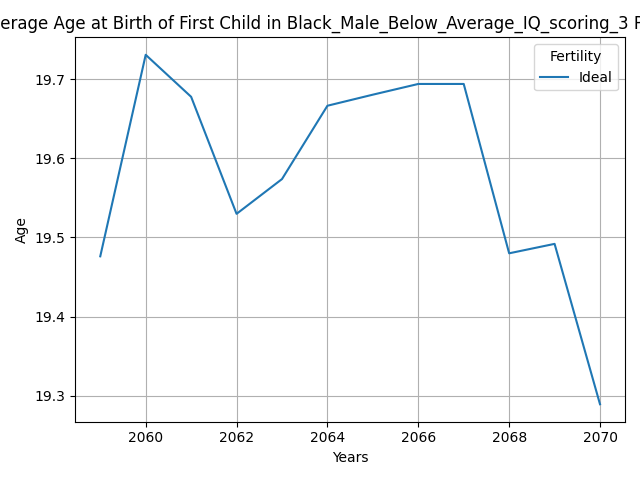 erage Age at Birth of First Child in Black_Male_Below_Average_IQ_scoring_3
Fertility
Ideal
19.7
19.6
19.5
19.4
19.3
Age
2060 2062 2064 2066 2068 2070
Years